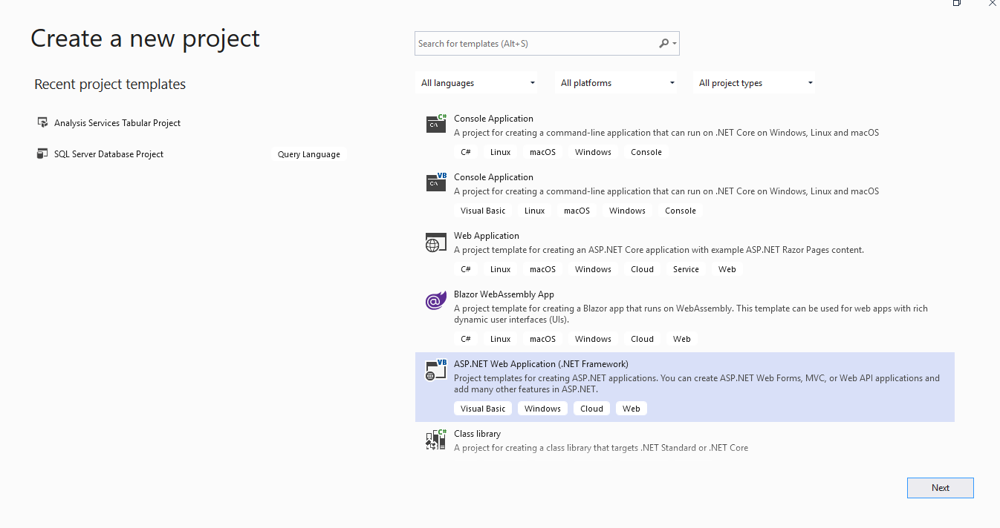 Create a new project
Recent project templates
Analysis Services Tabular Project
SQL Server Database Project
Query Language
Search for templates (Alt+S)
All languages
All platforms
All project types
C#
C:\
Console Application
A project for creating a command-line application that can run on .NET Core on Windows, Linux and macOS
C# Linux macOS Windows Console
VB
C:\
Console Application
A project for creating a command-line application that can run on .NET Core on Windows, Linux and macOS
Visual Basic Linux macOS Windows Console
Web Application
A project template for creating an ASP.NET Core application with example ASP.NET Razor Pages content.
C# Linux macOS Windows Cloud Service Web
@
Blazor WebAssembly App
A project template for creating a Blazor app that runs on WebAssembly. This template can be used for web apps with rich
dynamic user interfaces (UIs).
C# Linux macOS Windows Cloud Web
VB
ASP.NET Web Application (.NET Framework)
Project templates for creating ASP.NET applications. You can create ASP.NET Web Forms, MVC, or Web API applications and
add many other features in ASP.NET.
Visual Basic Windows Cloud Web
C#
Class library
A project for creating a class library that targets .NET Standard or .NET Core
Next